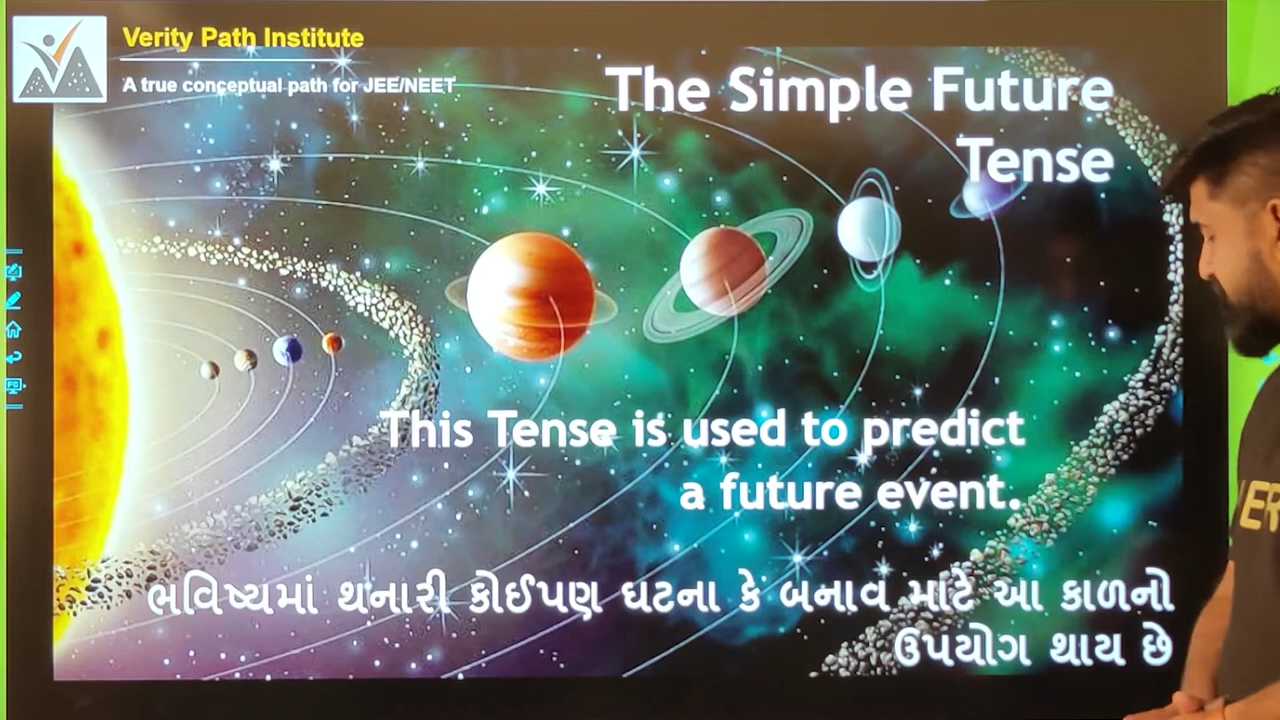 Verity Path Institute
A true conceptual path for JEE/NEET
The Simple Future
Tense
This Tense is used to predict
a future event.
ભવિષ્યમાં થનારી કોઈપણ ઘટના કે બનાવ માટે આ કાળનો
ઉપયોગ થાય છે